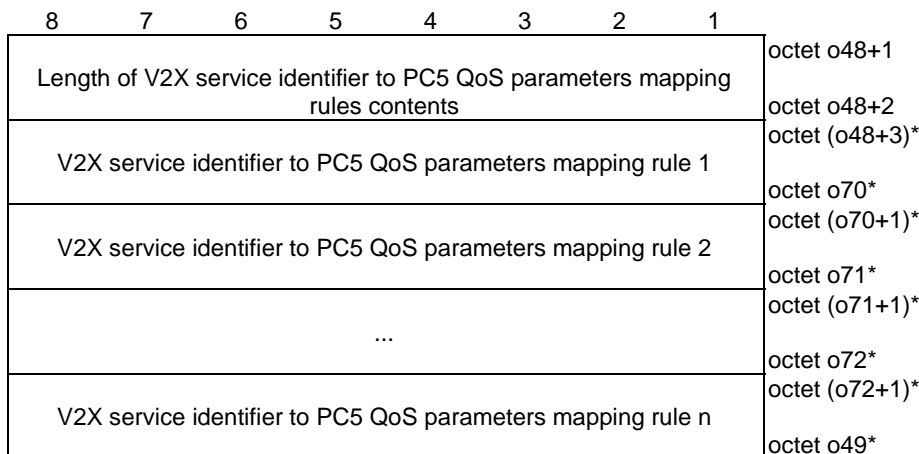 8 7 6 5 4 3 2 1
Length of V2X service identifier to PC5 QoS parameters mapping
rules contents
octet o48+1
octet o48+2
V2X service identifier to PC5 QoS parameters mapping rule 1
octet (o48+3)*
octet o70*
V2X service identifier to PC5 QoS parameters mapping rule 2
octet (o70+1)*
octet o71*
...
octet (o71+1)*
octet o72*
V2X service identifier to PC5 QoS parameters mapping rule n
octet (o72+1)*
octet o49*